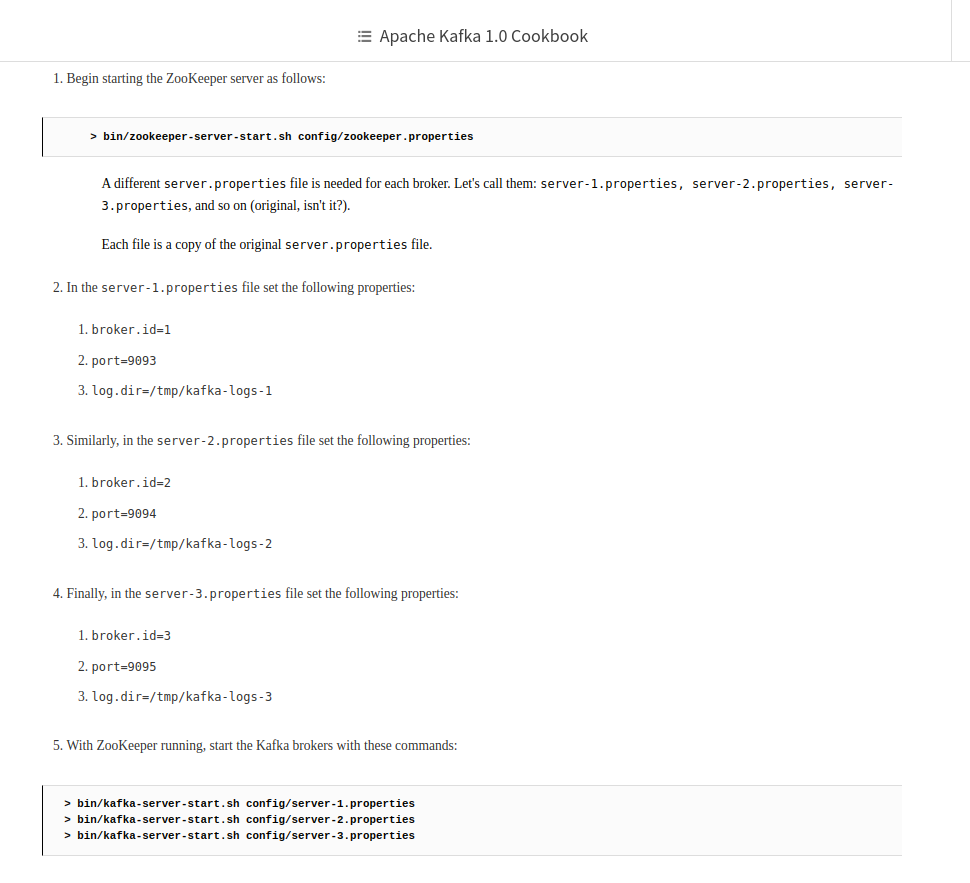 Apache Kafka 1.0 Cookbook
1. Begin starting the ZooKeeper server as follows:
> bin/zookeeper-server-start.sh config/zookeeper.properties
A different server.properties file is needed for each broker. Let's call them: server-1.properties, server-2.properties, server-
3.properties, and so on (original, isn't it?).
Each file is a copy of the original server.properties file.
2. In the server-1.properties file set the following properties:
1. broker.id=1
2. port=9093
3. log.dir=/tmp/kafka-logs-1
3. Similarly, in the server-2.properties file set the following properties:
1. broker.id=2
2. port=9094
3. log.dir=/tmp/kafka-logs-2
4. Finally, in the server-3.properties file set the following properties:
1. broker.id=3
2. port=9095
3. log.dir=/tmp/kafka-logs-3
5. With ZooKeeper running, start the Kafka brokers with these commands:
> bin/kafka-server-start.sh config/server-1.properties
> bin/kafka-server-start.sh config/server-2.properties
> bin/kafka-server-start.sh config/server-3.properties